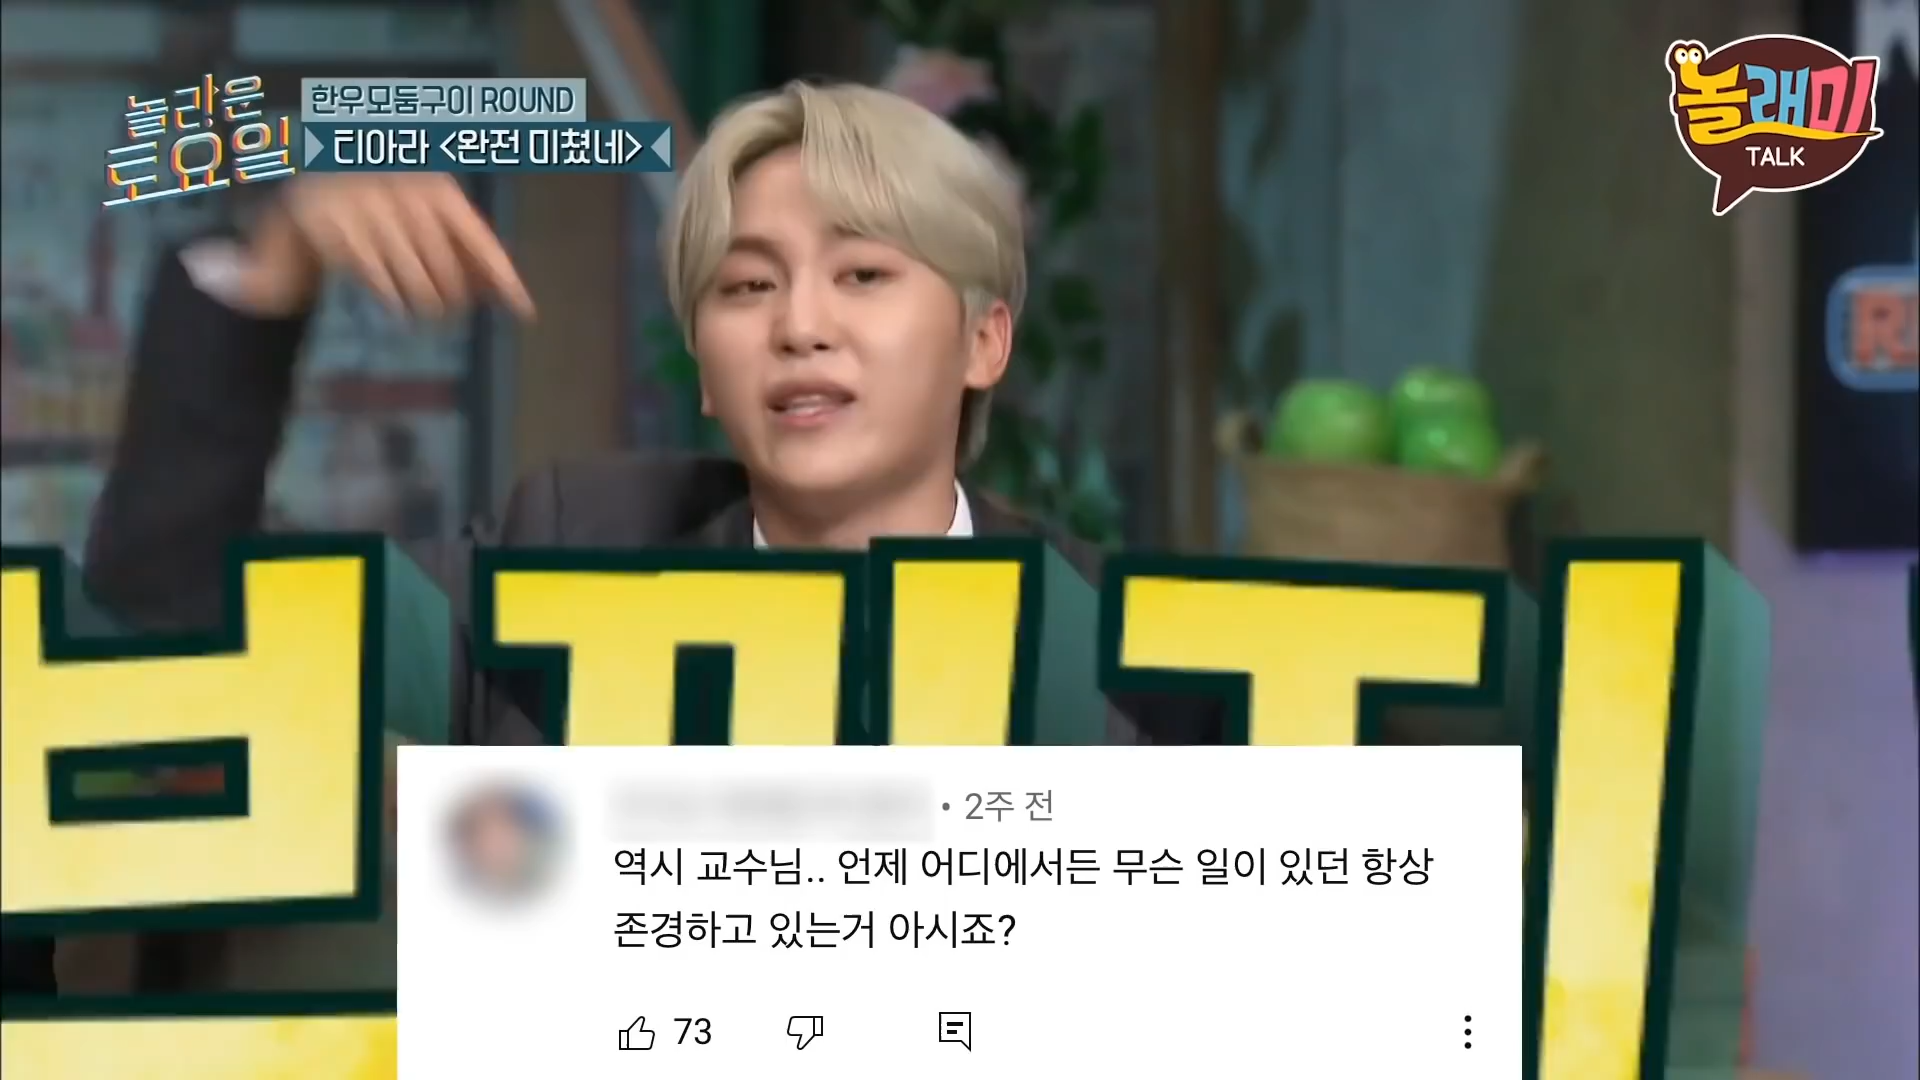 놀라운
토요일
한우모둠구이 ROUND
티아라 <완전 미쳤네>
놀래미
TALK
• 2주 전
역시 교수님.. 언제 어디에서든 무슨 일이 있던 항상
존경하고 있는거 아시죠?
73